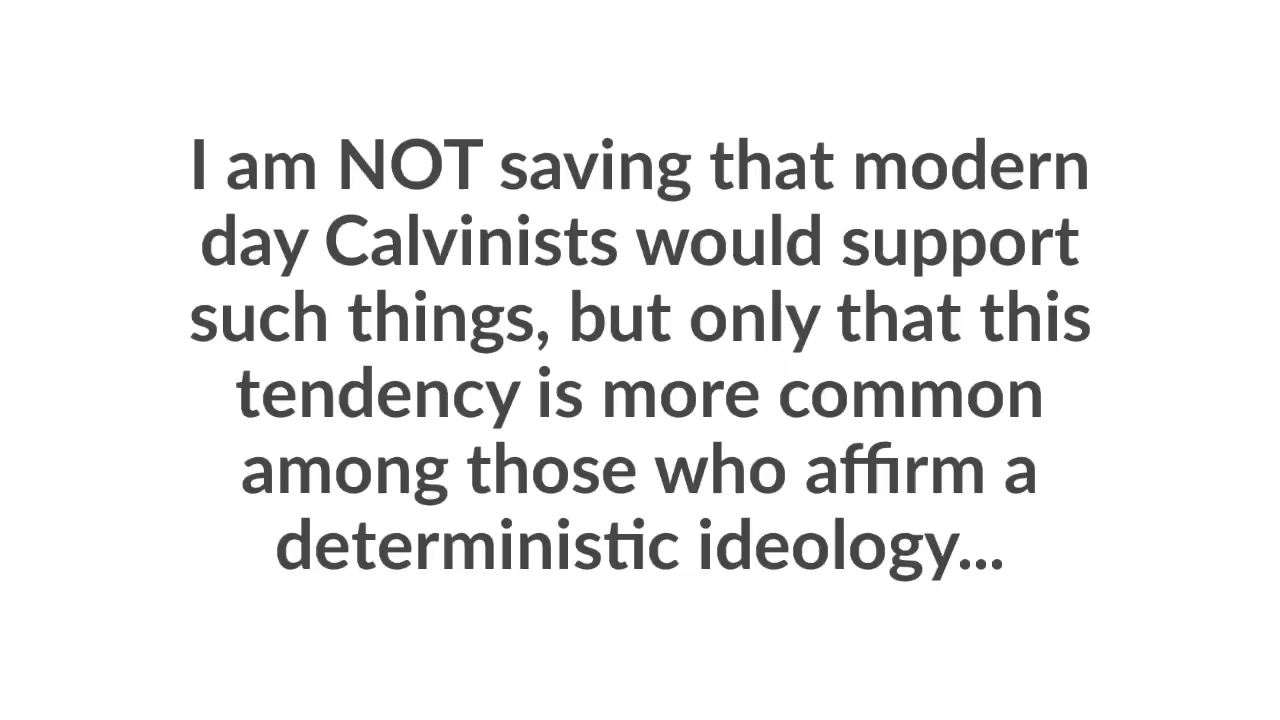 I am NOT saving that modern
day Calvinists would support
such things, but only that this
tendency is more common
among those who affirm a
deterministic ideology...